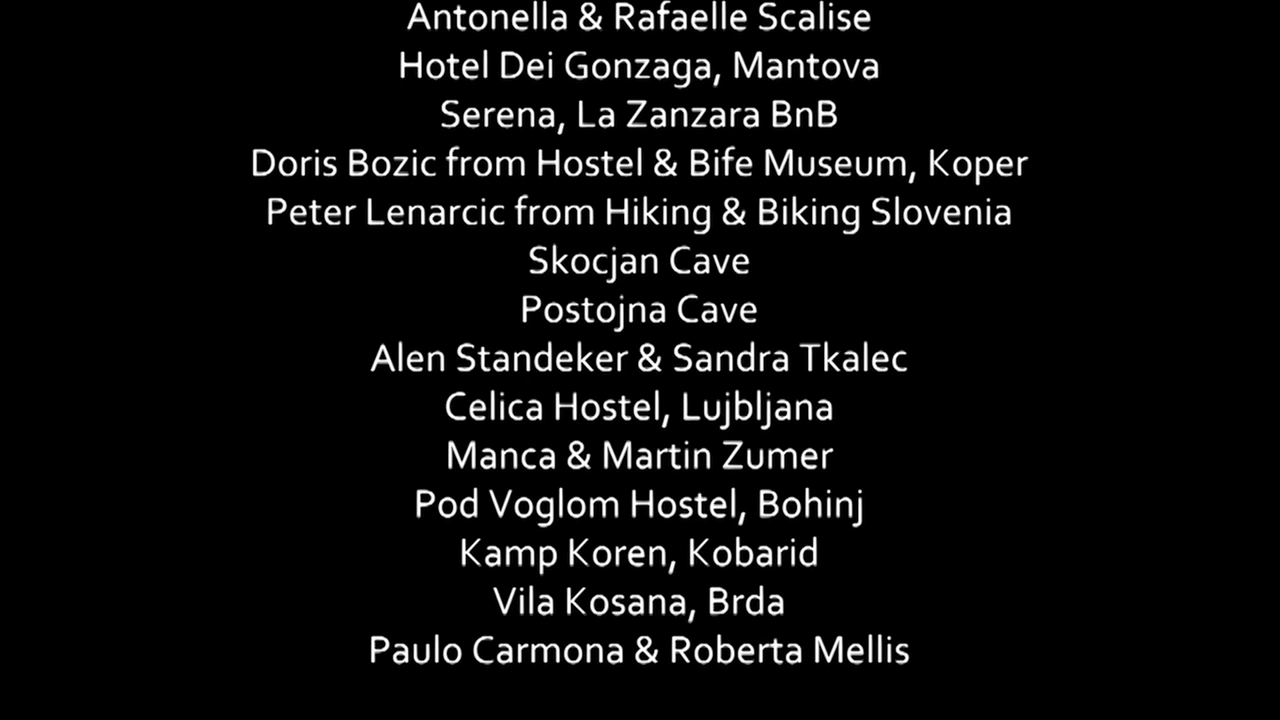 Antonella & Rafaelle Scalise
Hotel Dei Gonzaga, Mantova
Serena, La Zanzara BnB
Doris Bozic from Hostel & Bife Museum, Koper
Peter Lenarcic from Hiking & Biking Slovenia
Skocjan Cave
Postojna Cave
Alen Standeker & Sandra Tkalec
Celica Hostel, Lujbljana
Manca & Martin Zumer
Pod Voglom Hostel, Bohinj
Kamp Koren, Kobarid
Vila Kosana, Brda
Paulo Carmona & Roberta Mellis